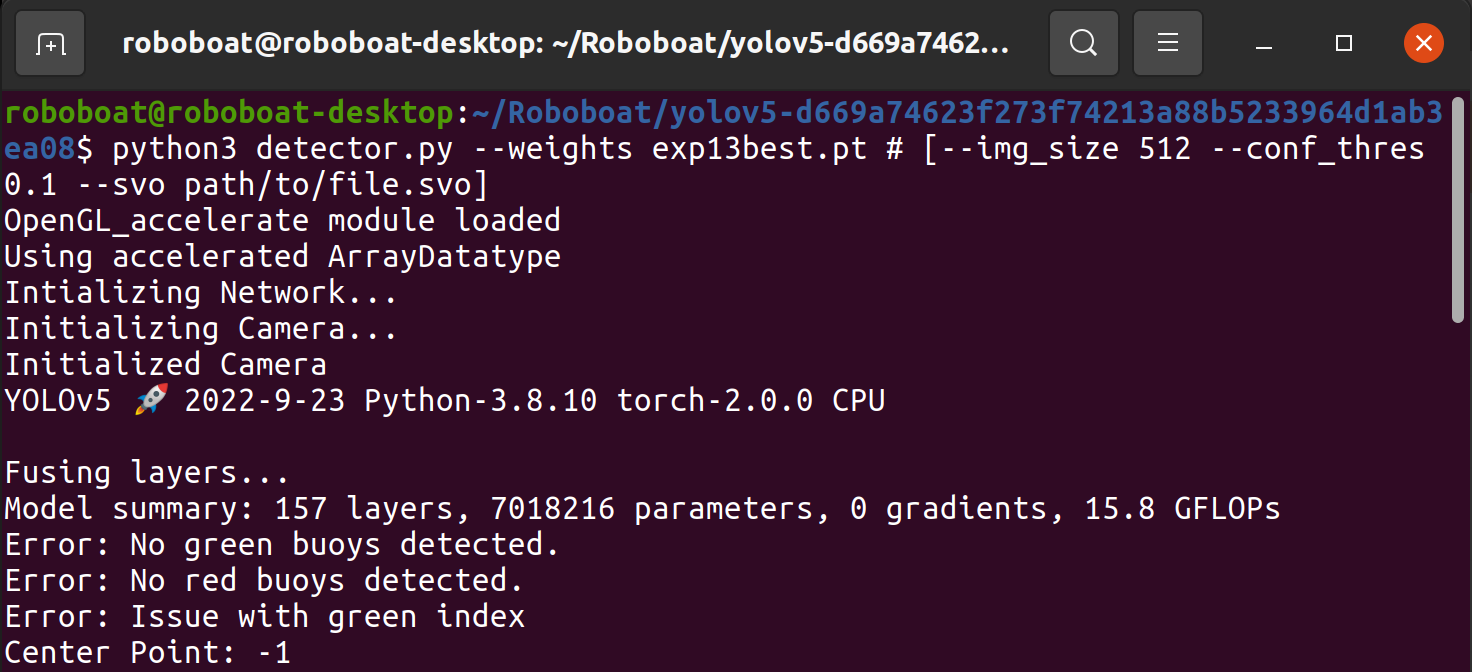 roboboat@roboboat-desktop: ~/Roboboat/yolov5-d669a7462...
roboboat@roboboat-desktop:~/Roboboat/yolov5-d669a74623f273f74213a88b5233964d1ab3
ea08$ python3 detector.py --weights exp13best.pt # [--img_size 512 --conf_thres
0.1 --svo path/to/file.svo]
OpenGL_accelerate module loaded
Using accelerated ArrayDatatype
Intializing Network...
Initializing Camera...
Initialized Camera
YOLOv5 🚀 2022-9-23 Python-3.8.10 torch-2.0.0 CPU
Fusing layers...
Model summary: 157 layers, 7018216 parameters, 0 gradients, 15.8 GFLOPs
Error: No green buoys detected.
Error: No red buoys detected.
Error: Issue with green index
Center Point: -1